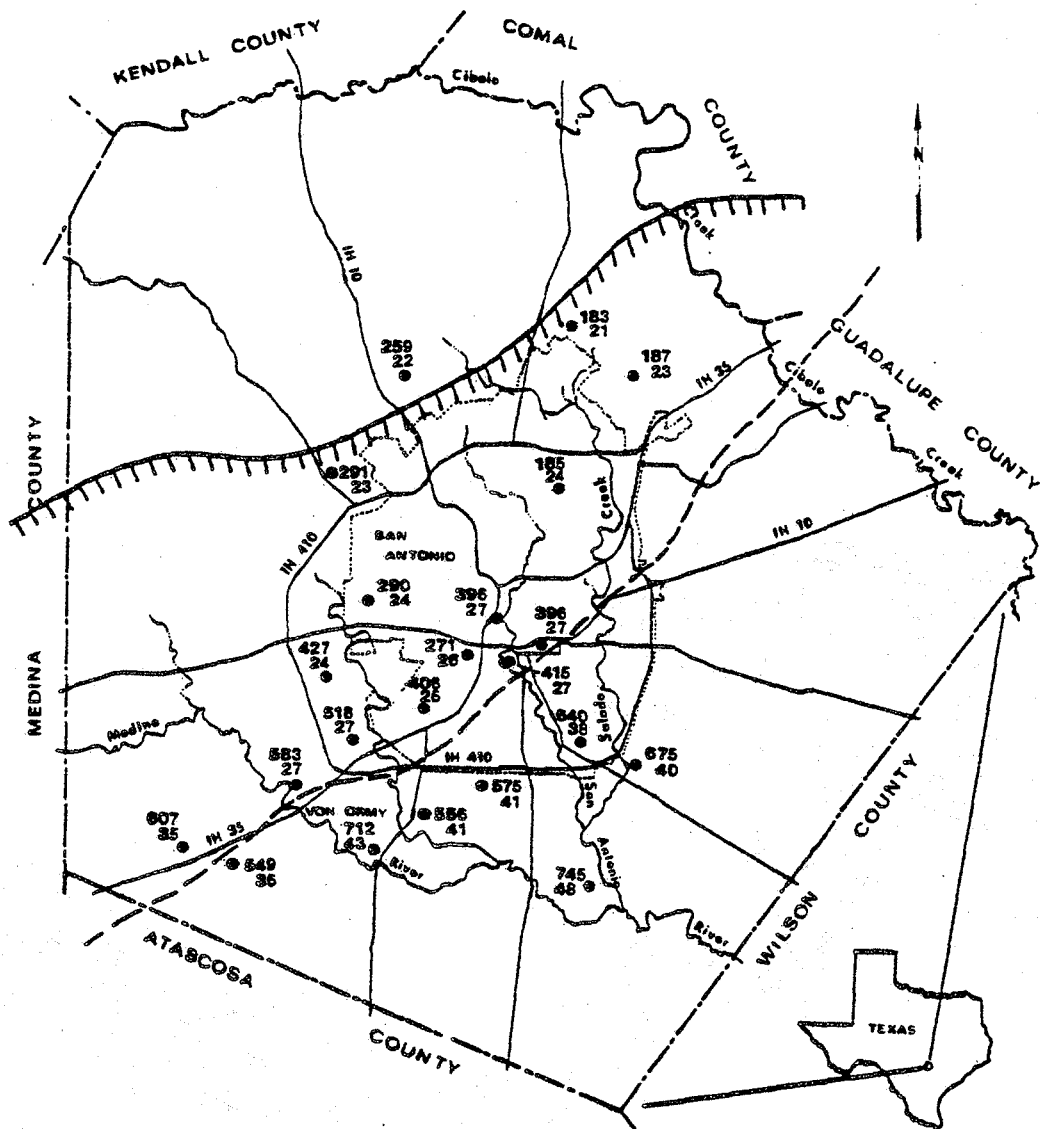 KENDALL COUNTY
COMAL
COUNTY
Cibolo
Creek
N
IH 10
183
21
259
22
187
23
IH 35
GUADALUPE COUNTY
Cibolo
Creek
COUNTY
MEDINA
291
23
185
24
Creek
IH 10
IH 410
SAN
ANTONIO
290
24
396
27
396
27
427
24
271
26
415
27
406
25
518
27
640
38
Salado
Medina
583
27
IH 410
675
40
575
41
San
Antonio
VON ORMY
556
41
607
35
IH 35
712
43
River
549
36
745
48
River
WILSON
COUNTY
ATASCOSA
COUNTY
TEXAS